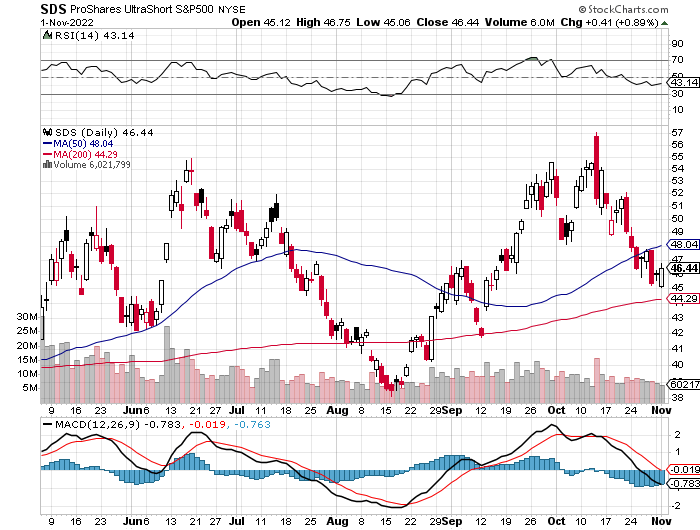 SDS ProShares UltraShort S&P500 NYSE © StockCharts.com
1-Nov-2022 Open 45.12 High 46.75 Low 45.06 Close 46.44 Volume 6.0M Chg +0.41 (+0.89%)
RSI(14) 43.14
90
70
50
43.14
30
10
SDS (Daily) 46.44
MA(50) 48.04
MA(200) 44.29
Volume 6,021,799
57
56
55
54
53
52
51
50
49
48.04
47
46.44
45
44.29
43
42
41
40
39
38
30M
25M
20M
15M
10M
5M
60217
9 16 23 Jun 6 13 21 27 Jul 11 18 25 Aug 8 15 22 29 Sep 12 19 26 Oct 10 17 24 Nov
MACD(12,26,9) -0.783, -0.019, -0.763
2
1
-0.019
-0.783
-2
9 16 23 Jun 6 13 21 27 Jul 11 18 25 Aug 8 15 22 29 Sep 12 19 26 Oct 10 17 24 Nov